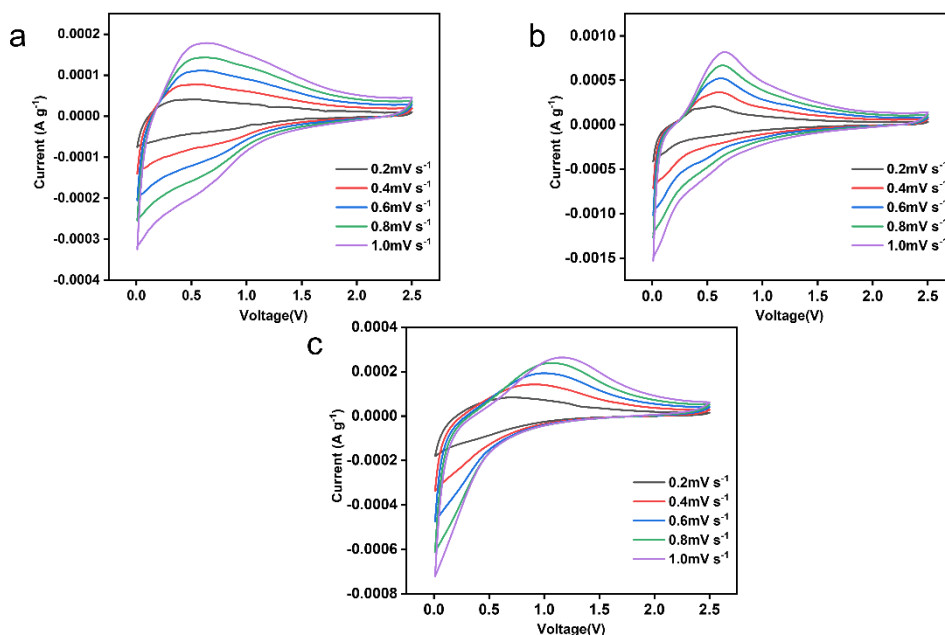 a
Current (A g⁻¹)
0.0002
0.0001
0.0000
-0.0001
-0.0002
-0.0003
-0.0004
0.2mV s⁻¹
0.4mV s⁻¹
0.6mV s⁻¹
0.8mV s⁻¹
1.0mV s⁻¹
0.0 0.5 1.0 1.5 2.0 2.5
Voltage(V)
b
Current (A g⁻¹)
0.0010
0.0005
0.0000
-0.0005
-0.0010
-0.0015
0.2mV s⁻¹
0.4mV s⁻¹
0.6mV s⁻¹
0.8mV s⁻¹
1.0mV s⁻¹
0.0 0.5 1.0 1.5 2.0 2.5
Voltage(V)
c
Current (A g⁻¹)
0.0004
0.0002
0.0000
-0.0002
-0.0004
-0.0006
-0.0008
0.2mV s⁻¹
0.4mV s⁻¹
0.6mV s⁻¹
0.8mV s⁻¹
1.0mV s⁻¹
0.0 0.5 1.0 1.5 2.0 2.5
Voltage(V)